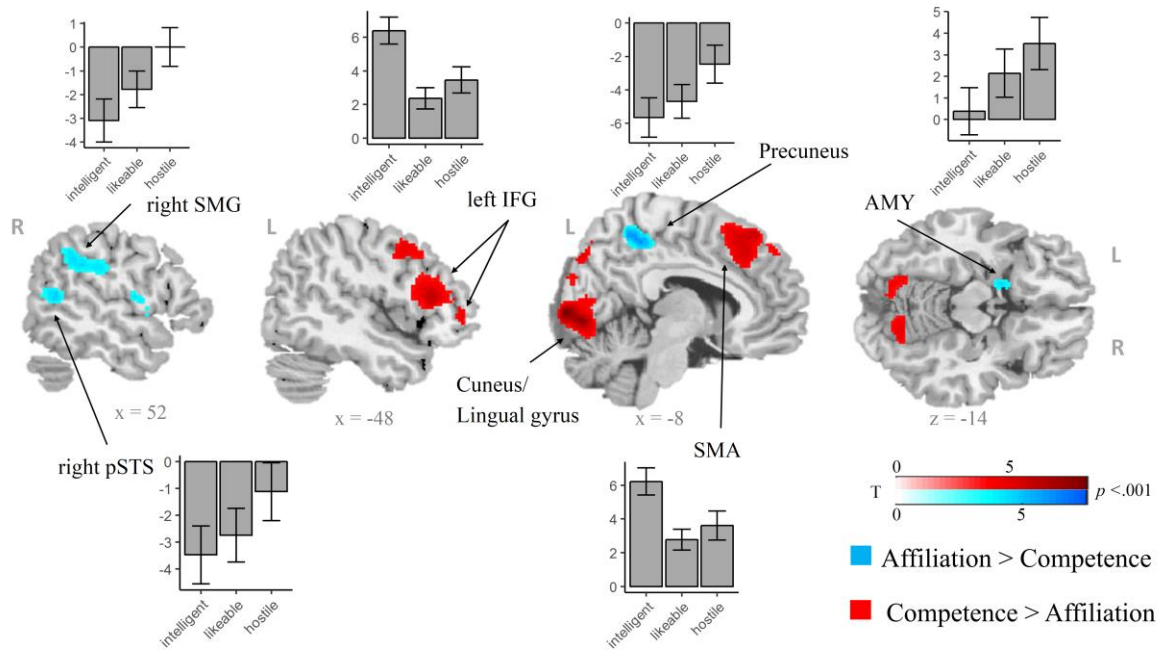 1
0
-1
-2
-3
-4
intelligent
likeable
hostile
6
4
2
0
intelligent
likeable
hostile
0
-2
-4
-6
intelligent
likeable
hostile
5
4
3
2
1
0
intelligent
likeable
hostile
right SMG
left IFG
Precuneus
AMY
R
L
L
L
R
x = 52
x = -48
Cuneus/
Lingual gyrus
x = -8
z = -14
right pSTS
SMA
0
-1
-2
-3
-4
intelligent
likeable
hostile
6
4
2
0
intelligent
likeable
hostile
0 5
T p <.001
0 5
Affiliation > Competence
Competence > Affiliation